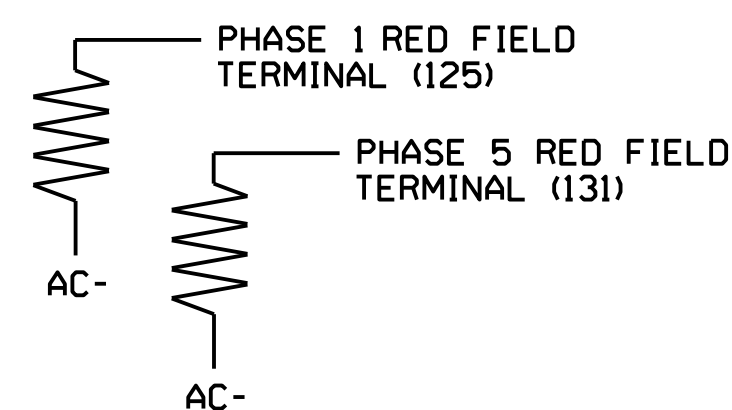 PHASE 1 RED FIELD
TERMINAL (125)
PHASE 5 RED FIELD
TERMINAL (131)
AC-
AC-